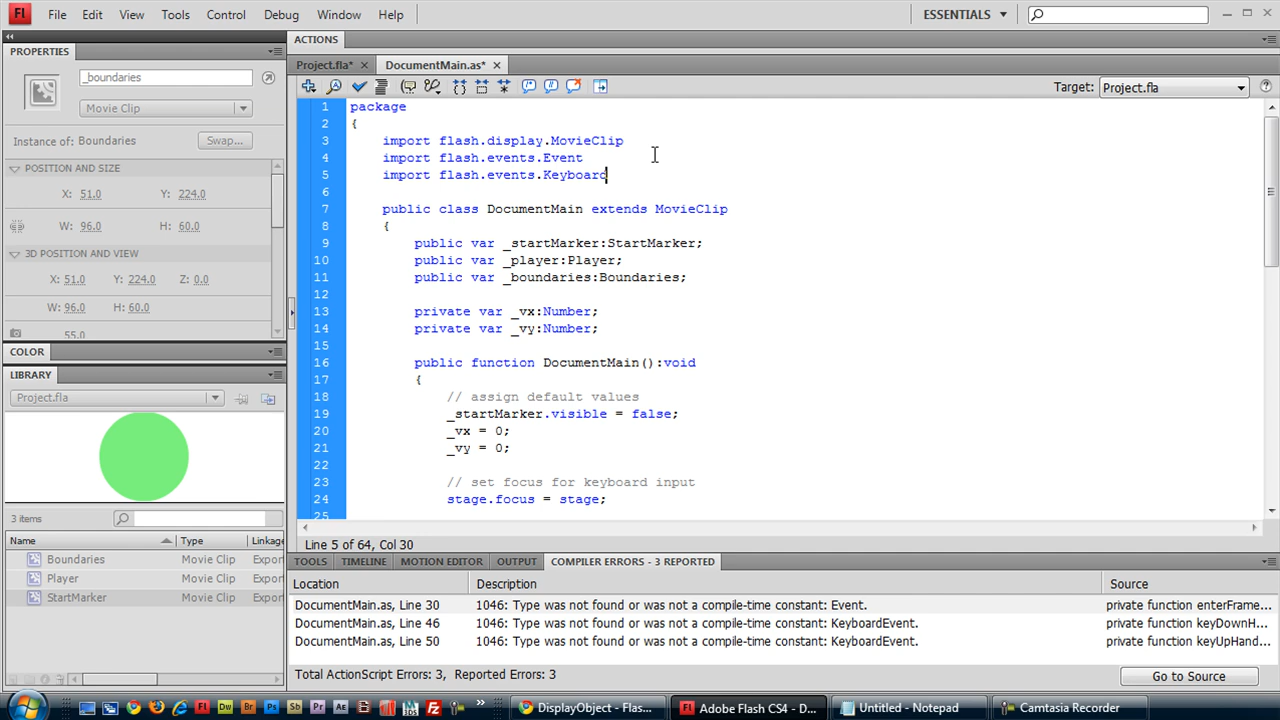 Fl File Edit View Tools Control Debug Window Help ESSENTIALS
PROPERTIES
_boundaries
Movie Clip
Instance of: Boundaries Swap...
POSITION AND SIZE
X: 51.0 Y: 224.0
W: 96.0 H: 60.0
3D POSITION AND VIEW
X: 51.0 Y: 224.0 Z: 0.0
W: 96.0 H: 60.0
55.0
COLOR
LIBRARY
Project.fla
3 items
Name Type Linkag
Boundaries Movie Clip Export
Player Movie Clip Export
StartMarker Movie Clip Export
ACTIONS
Project.fla* DocumentMain.as*
Target: Project.fla
1 package
2 {
3 import flash.display.MovieClip
4 import flash.events.Event
5 import flash.events.Keyboard
6
7 public class DocumentMain extends MovieClip
8 {
9 public var _startMarker:StartMarker;
10 public var _player:Player;
11 public var _boundaries:Boundaries;
12
13 private var _vx:Number;
14 private var _vy:Number;
15
16 public function DocumentMain():void
17 {
18 // assign default values
19 _startMarker.visible = false;
20 _vx = 0;
21 _vy = 0;
22
23 // set focus for keyboard input
24 stage.focus = stage;
25
Line 5 of 64, Col 30
TOOLS TIMELINE MOTION EDITOR OUTPUT COMPILER ERRORS - 3 REPORTED
Location Description Source
DocumentMain.as, Line 30 1046: Type was not found or was not a compile-time constant: Event. private function enterFrame...
DocumentMain.as, Line 46 1046: Type was not found or was not a compile-time constant: KeyboardEvent. private function keyDownH...
DocumentMain.as, Line 50 1046: Type was not found or was not a compile-time constant: KeyboardEvent. private function keyUpHand...
Total ActionScript Errors: 3, Reported Errors: 3 Go to Source
DisplayObject - Flas... Adobe Flash CS4 - D... Untitled - Notepad Camtasia Recorder